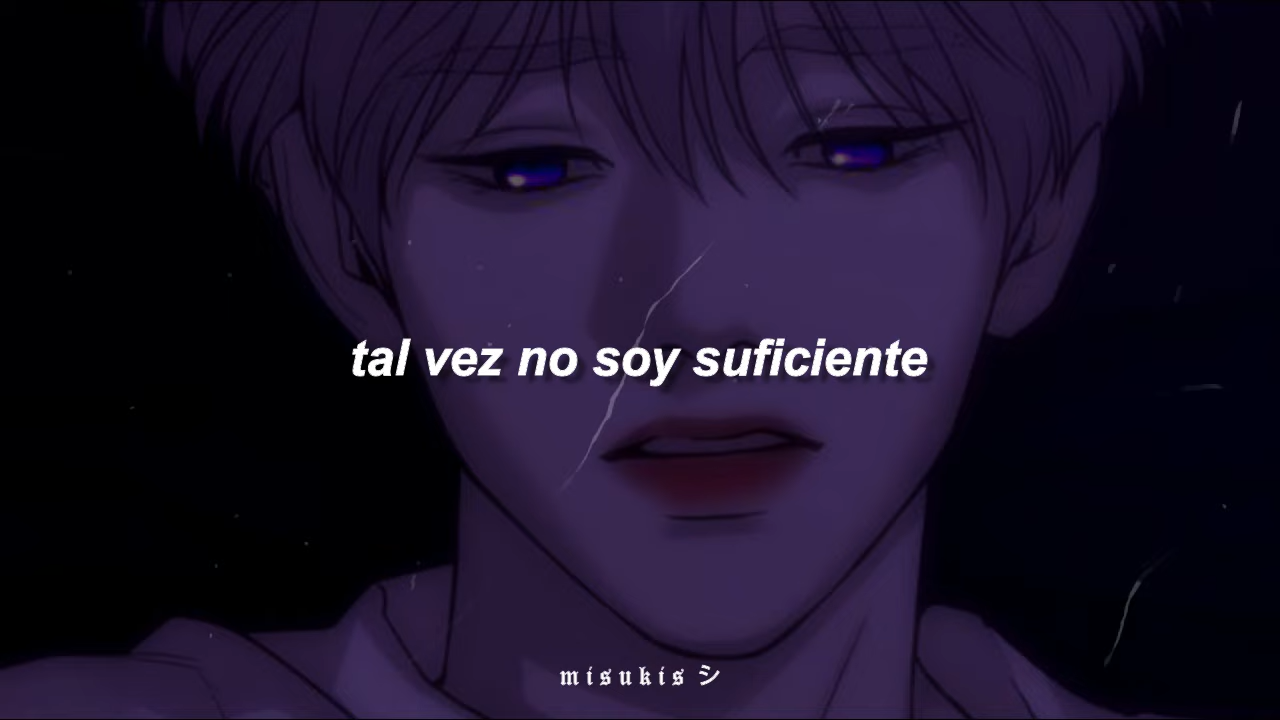 tal vez no soy suficiente
misukis シ